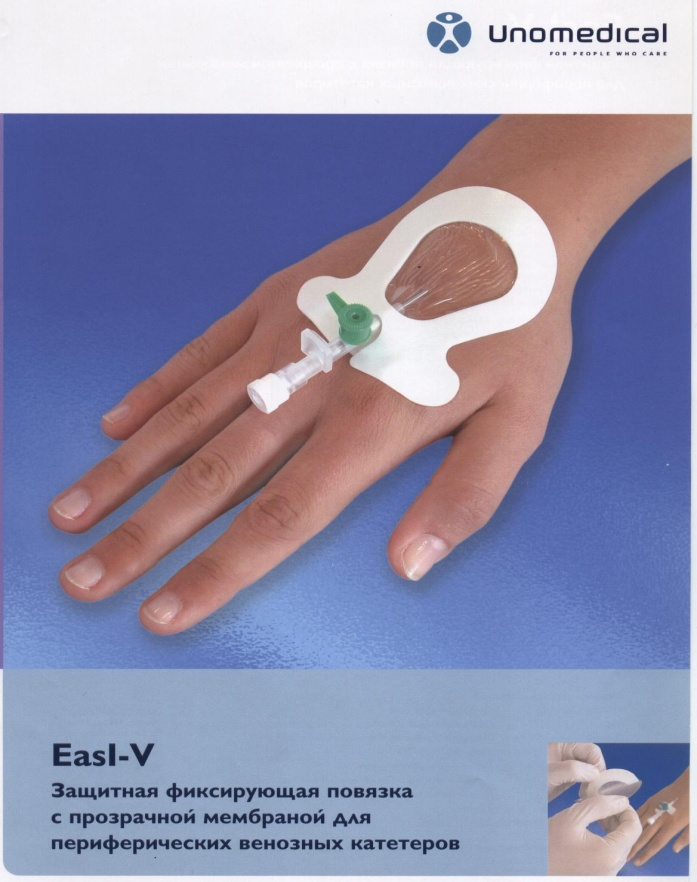 Unomedical
FOR PEOPLE WHO CARE
EasI-V
Защитная фиксирующая повязка
с прозрачной мембраной для
периферических венозных катетеров